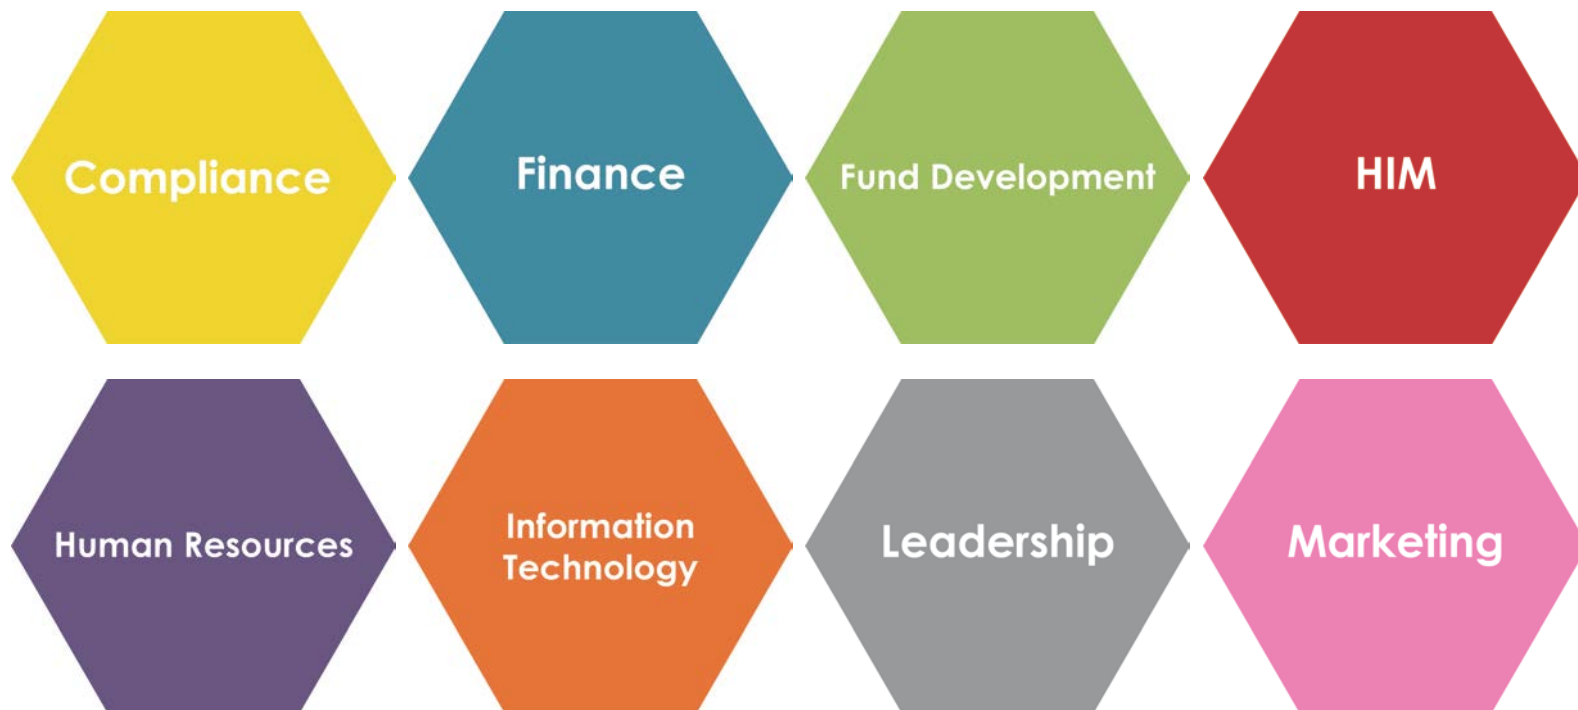 Compliance
Finance
Fund Development
HIM
Human Resources
Information
Technology
Leadership
Marketing